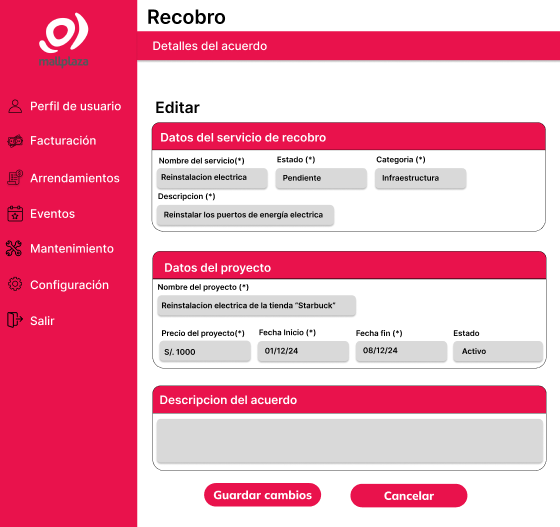 Recobro
Detalles del acuerdo
Perfil de usuario
Facturación
Arrendamientos
Eventos
Mantenimiento
Configuración
Salir
Editar
Datos del servicio de recobro
Nombre del servicio(*) Estado (*) Categoria (*)
Reinstalacion electrica Pendiente Infraestructura
Descripcion (*)
Reinstalar los puertos de energía electrica
Datos del proyecto
Nombre del proyecto (*)
Reinstalacion electrica de la tienda "Starbuck"
Precio del proyecto(*) Fecha Inicio (*) Fecha fin (*) Estado
S/. 1000 01/12/24 08/12/24 Activo
Descripcion del acuerdo
Guardar cambios Cancelar